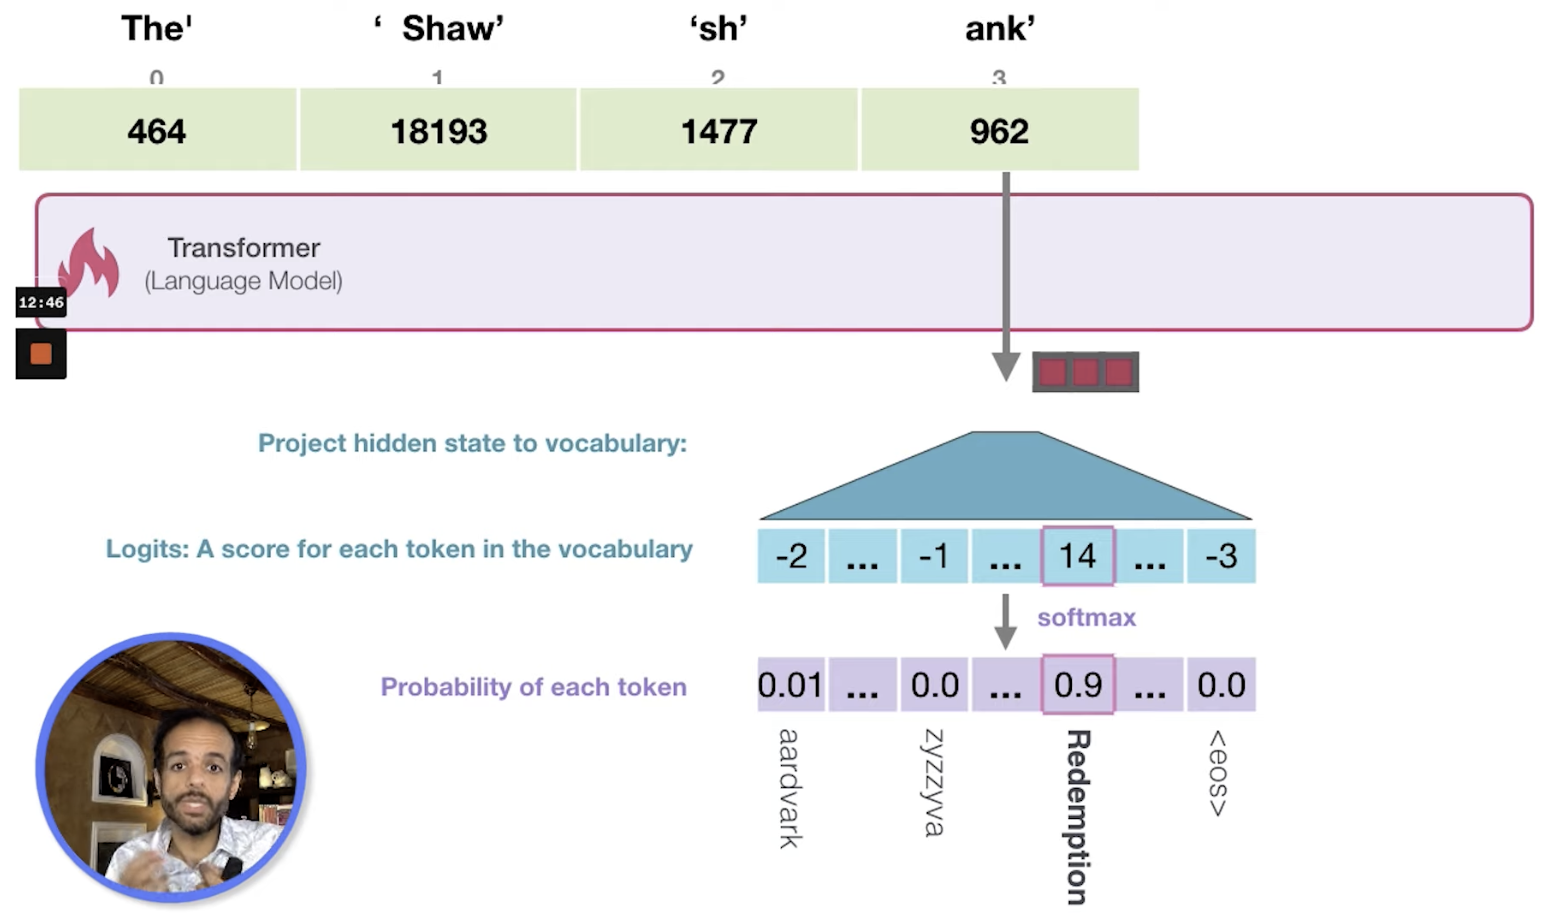 The' ‘ Shaw’ ‘sh’ ank’
0 1 2 3
464 18193 1477 962
Transformer
(Language Model)
12:46
Project hidden state to vocabulary:
Logits: A score for each token in the vocabulary
-2 ... -1 ... 14 ... -3
softmax
Probability of each token
0.01 ... 0.0 ... 0.9 ... 0.0
aardvark
zyzzyva
Redemption
<eos>